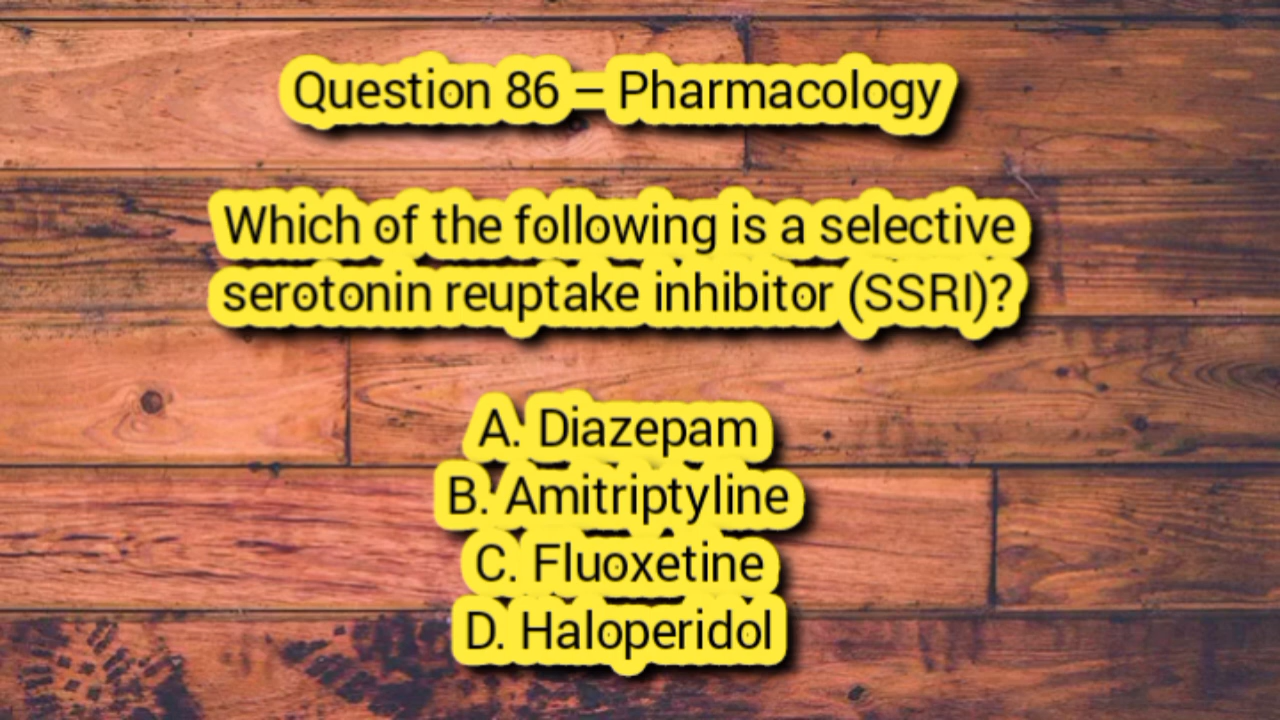 Question 86 – Pharmacology
Which of the following is a selective
serotonin reuptake inhibitor (SSRI)?
A. Diazepam
B. Amitriptyline
C. Fluoxetine
D. Haloperidol